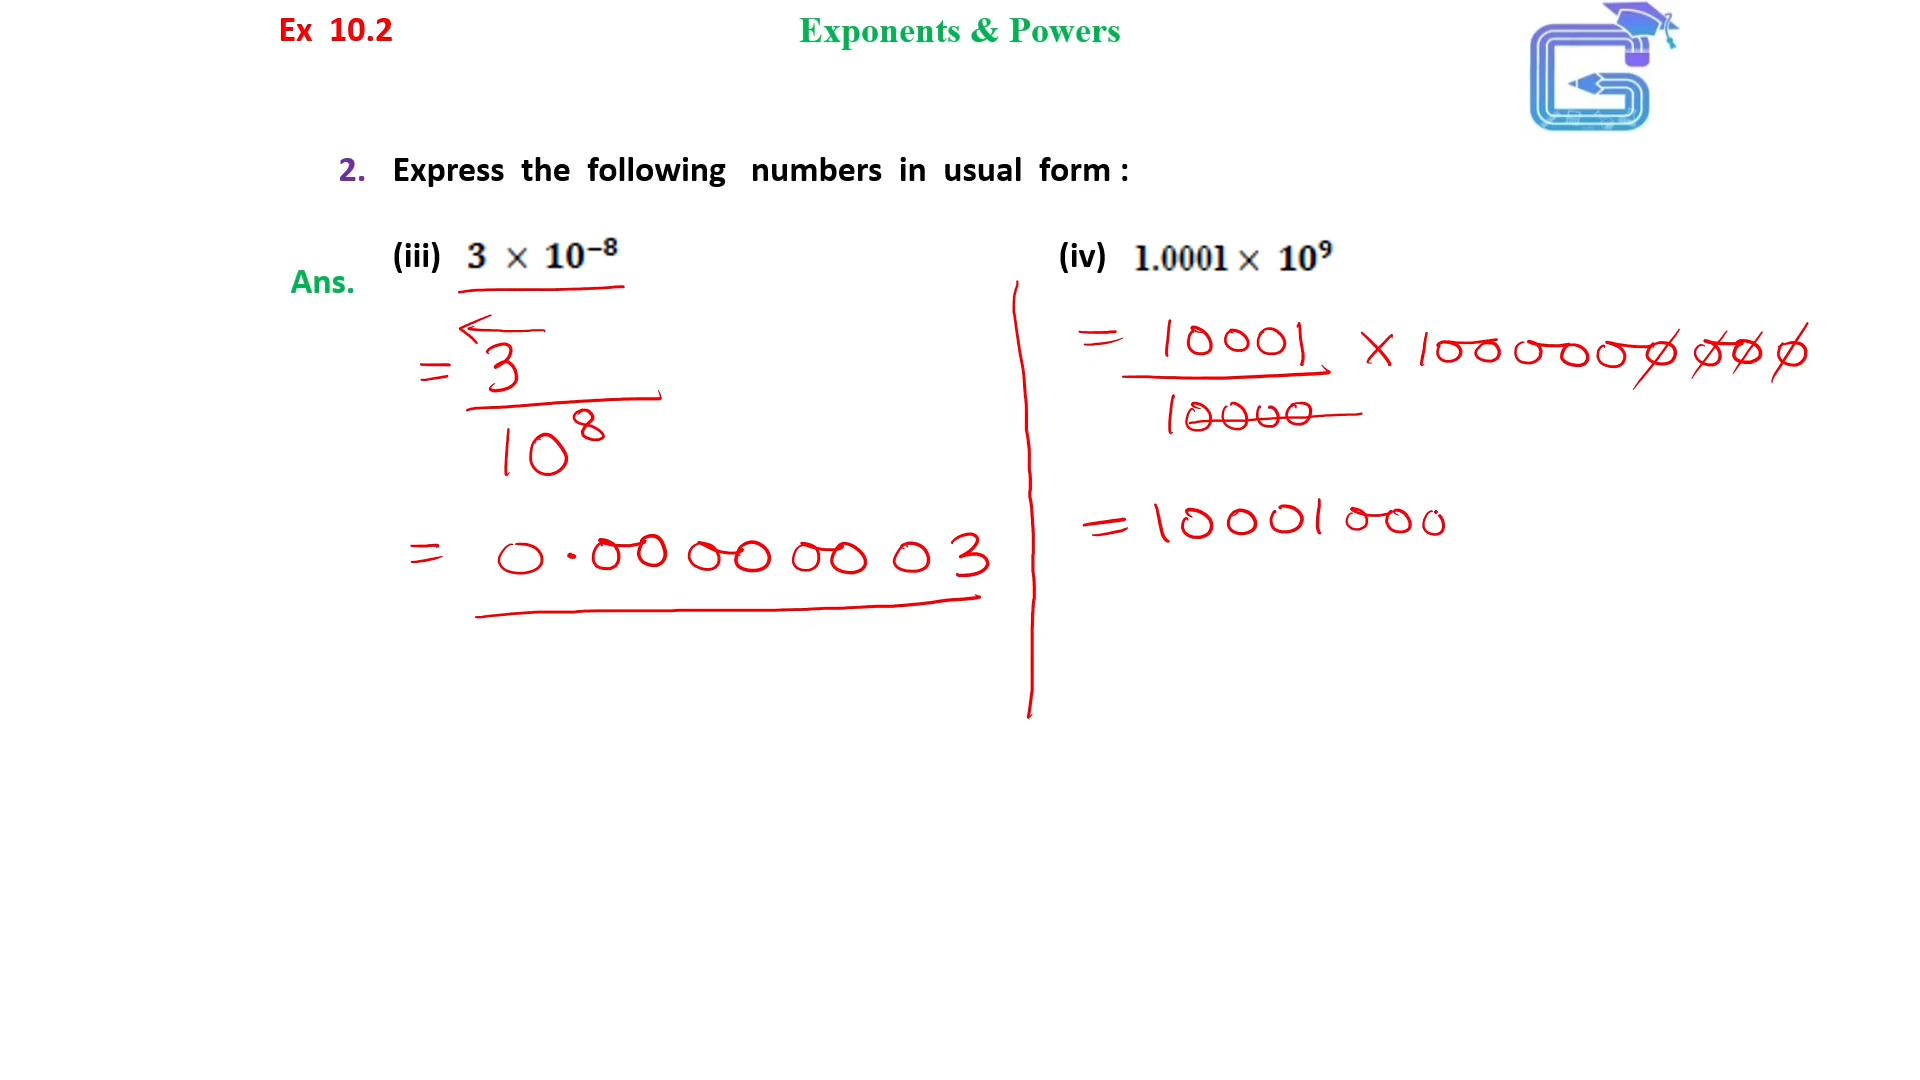 Ex 10.2
Exponents & Powers
2. Express the following numbers in usual form :
Ans.
(iii) 3 × 10⁻⁸
= 3
10⁸
= 0.00000003
(iv) 1.0001 × 10⁹
= 10001 × 1000000000
10000
= 10001000